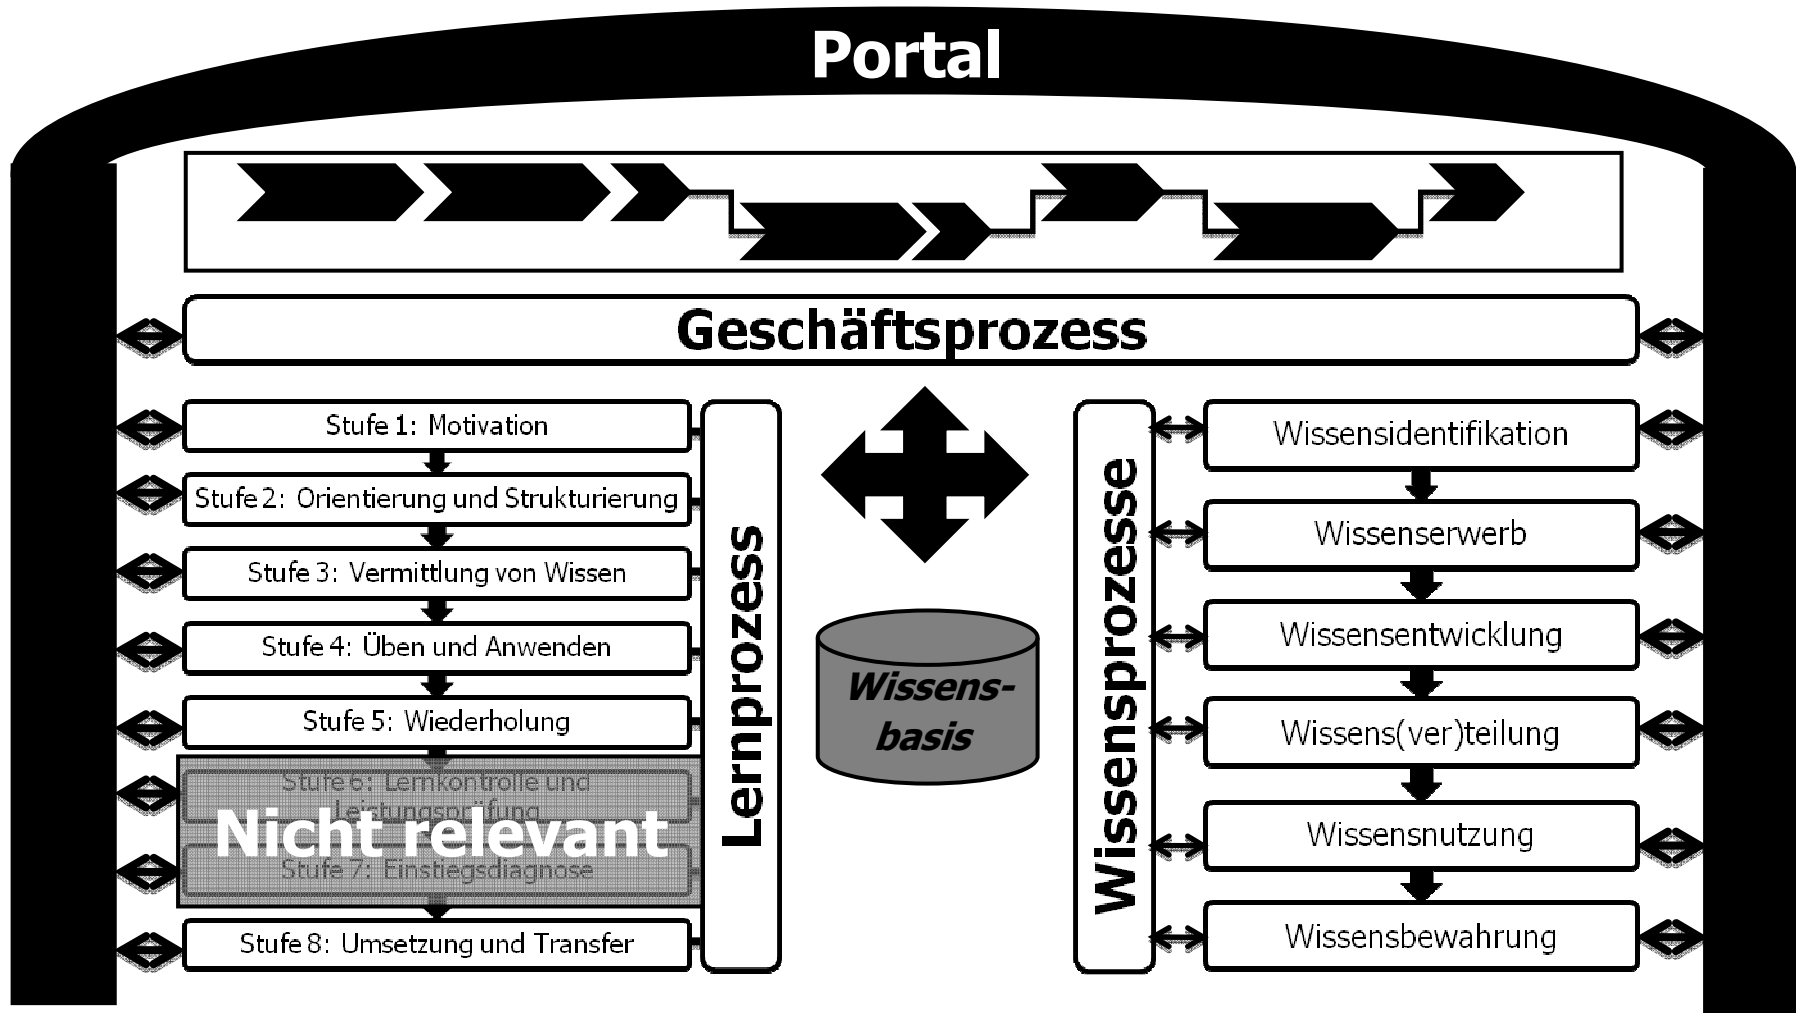 Portal
Geschäftsprozess
Stufe 1: Motivation
Stufe 2: Orientierung und Strukturierung
Stufe 3: Vermittlung von Wissen
Stufe 4: Üben und Anwenden
Stufe 5: Wiederholung
Stufe 6: Lernkontrolle und
Leistungsprüfung
Nicht relevant
Stufe 7: Einstiegsdiagnose
Stufe 8: Umsetzung und Transfer
Lernprozess
Wissens-
basis
Wissensprozesse
Wissensidentifikation
Wissenserwerb
Wissensentwicklung
Wissens(ver)teilung
Wissensnutzung
Wissensbewahrung